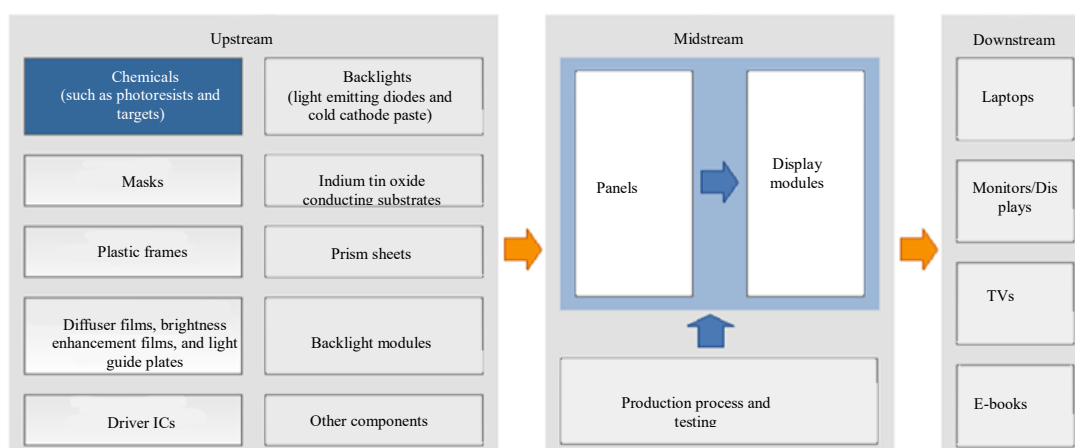 Upstream
Chemicals
(such as photoresists and
targets)
Backlights
(light emitting diodes and
cold cathode paste)
Masks
Indium tin oxide
conducting substrates
Plastic frames
Prism sheets
Diffuser films, brightness
enhancement films, and light
guide plates
Backlight modules
Driver ICs
Other components
Midstream
Panels
Display
modules
Production process and
testing
Downstream
Laptops
Monitors/Dis
plays
TVs
E-books